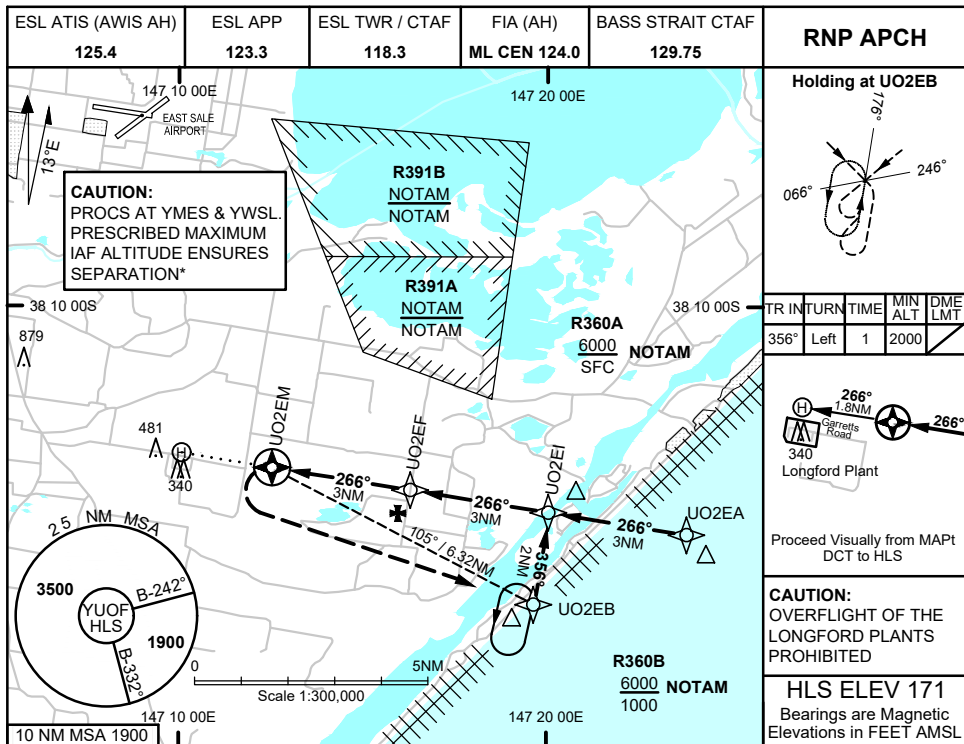 ESL ATIS (AWIS AH)
125.4
ESL APP
123.3
ESL TWR / CTAF
118.3
FIA (AH)
ML CEN 124.0
BASS STRAIT CTAF
129.75
RNP APCH
147 10 00E
147 20 00E
EAST SALE
AIRPORT
13°E
CAUTION:
PROCS AT YMES & YWSL.
PRESCRIBED MAXIMUM
IAF ALTITUDE ENSURES
SEPARATION*
R391B
NOTAM
NOTAM
R391A
NOTAM
NOTAM
38 10 00S
38 10 00S
R360A
6000
SFC
NOTAM
879
481
340
UO2EM
UO2EF
UO2EI
UO2EA
UO2EB
266°
3NM
266°
3NM
266°
3NM
105° / 6.32NM
356°
2NM
2.5 NM MSA
3500
YUOF
HLS
B-242°
1900
B-332°
0
5NM
Scale 1:300,000
R360B
6000
1000
NOTAM
10 NM MSA 1900
147 10 00E
147 20 00E
Holding at UO2EB
176°
246°
066°
TR IN
TURN
TIME
MIN
ALT
DME
LMT
356°
Left
1
2000
266°
1.8NM
266°
H
H
Garretts
Road
340
Longford Plant
Proceed Visually from MAPt
DCT to HLS
CAUTION:
OVERFLIGHT OF THE
LONGFORD PLANTS
PROHIBITED
HLS ELEV 171
Bearings are Magnetic
Elevations in FEET AMSL